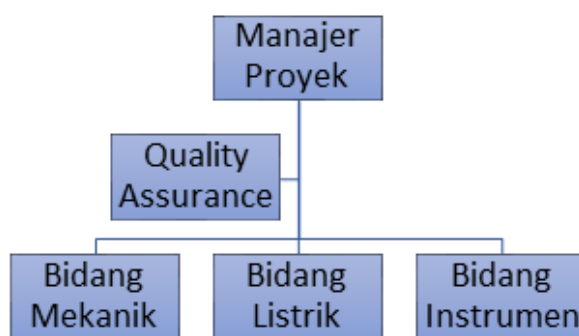 Manajer
Proyek
Quality
Assurance
Bidang
Mekanik
Bidang
Listrik
Bidang
Instrumen